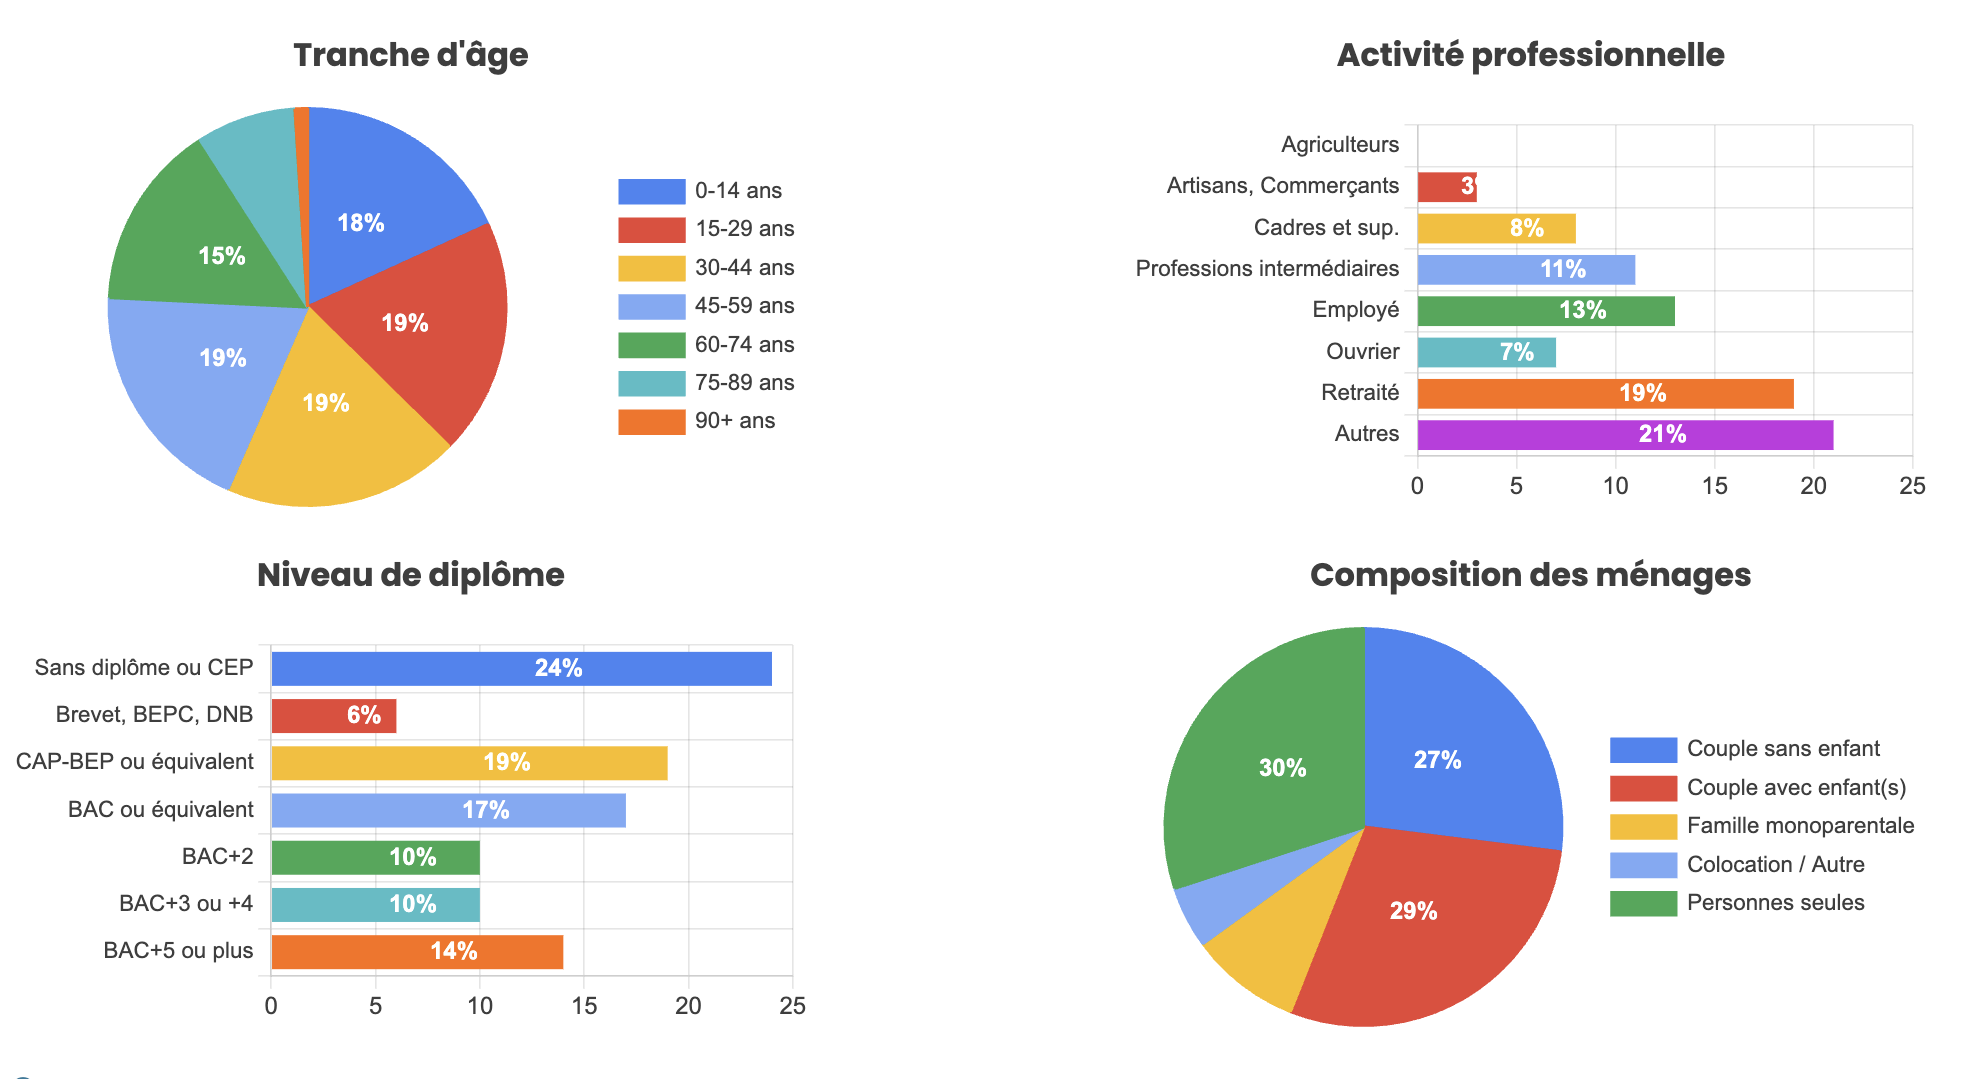 Tranche d'âge
18%
19%
19%
19%
15%
0-14 ans
15-29 ans
30-44 ans
45-59 ans
60-74 ans
75-89 ans
90+ ans
Activité professionnelle
Agriculteurs
Artisans, Commerçants 3%
Cadres et sup. 8%
Professions intermédiaires 11%
Employé 13%
Ouvrier 7%
Retraité 19%
Autres 21%
0 5 10 15 20 25
Niveau de diplôme
Sans diplôme ou CEP 24%
Brevet, BEPC, DNB 6%
CAP-BEP ou équivalent 19%
BAC ou équivalent 17%
BAC+2 10%
BAC+3 ou +4 10%
BAC+5 ou plus 14%
0 5 10 15 20 25
Composition des ménages
27%
29%
30%
Couple sans enfant
Couple avec enfant(s)
Famille monoparentale
Colocation / Autre
Personnes seules